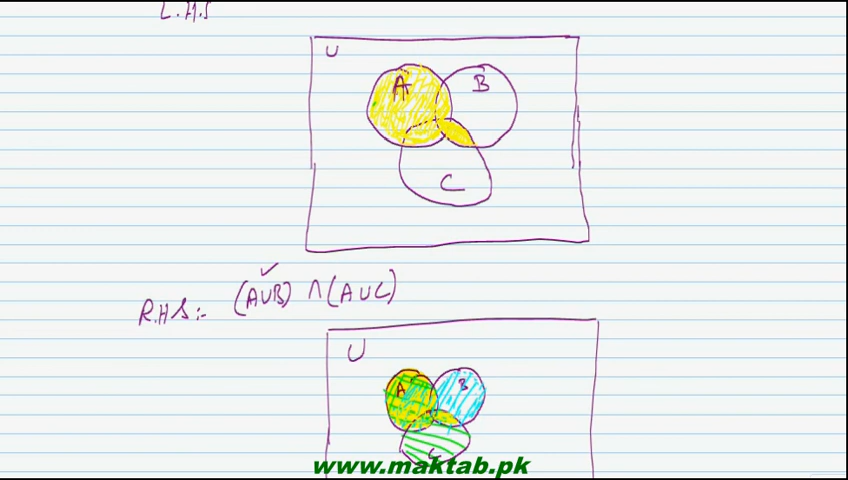 L.H.S
U
A B
C
R.H.S:- (A∪B) ∩ (A∪C)
U
A B
C
www.maktab.pk